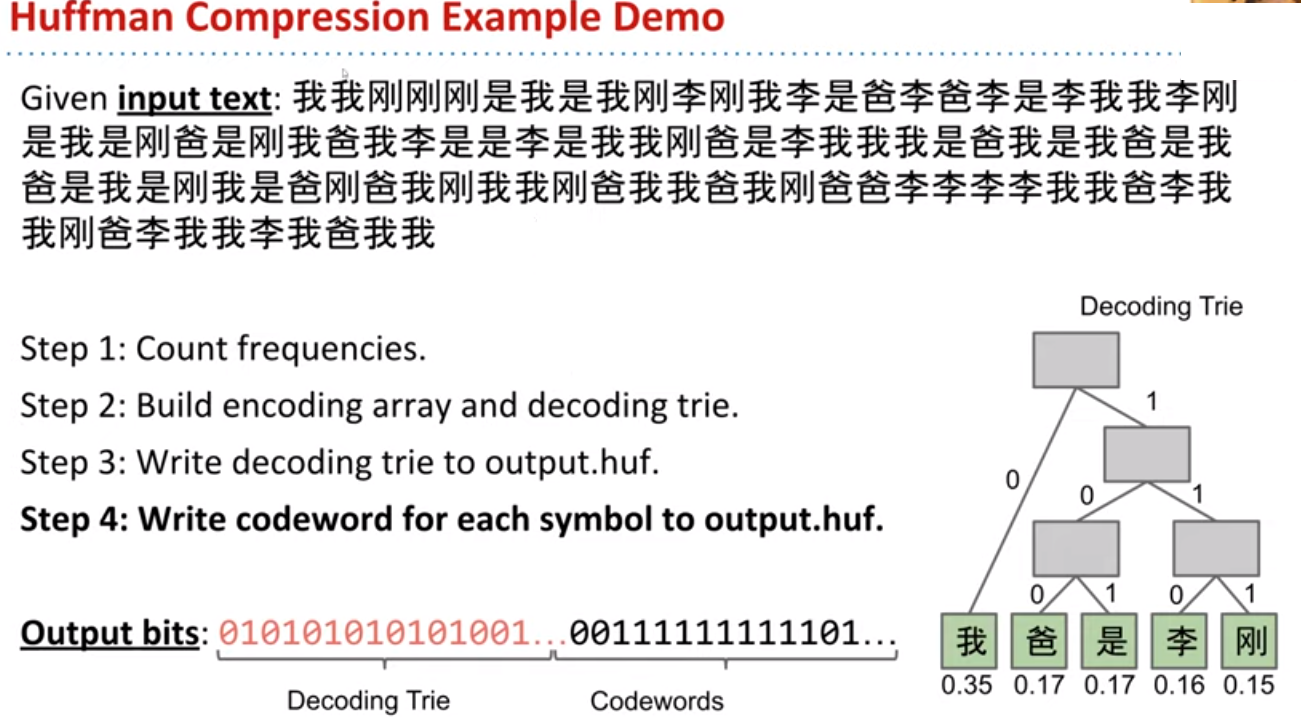 Huffman Compression Example Demo
Given input text: 我我刚刚刚是我是我刚李刚我李是爸李爸李是李我我李刚
是我是刚爸是刚我爸我李是是李是我我刚爸是李我我我是爸我是我爸是我
爸是我是刚我是爸刚爸我刚我我刚爸我我爸我刚爸爸李李李李我我爸李我
我刚爸李我我李我爸我我
Decoding Trie
Step 1: Count frequencies.
Step 2: Build encoding array and decoding trie.
Step 3: Write decoding trie to output.huf.
Step 4: Write codeword for each symbol to output.huf.
1
0
0 1
0 1 0 1
我 爸 是 李 刚
0.35 0.17 0.17 0.16 0.15
Output bits: 010101010101001...00111111111101...
Decoding Trie Codewords